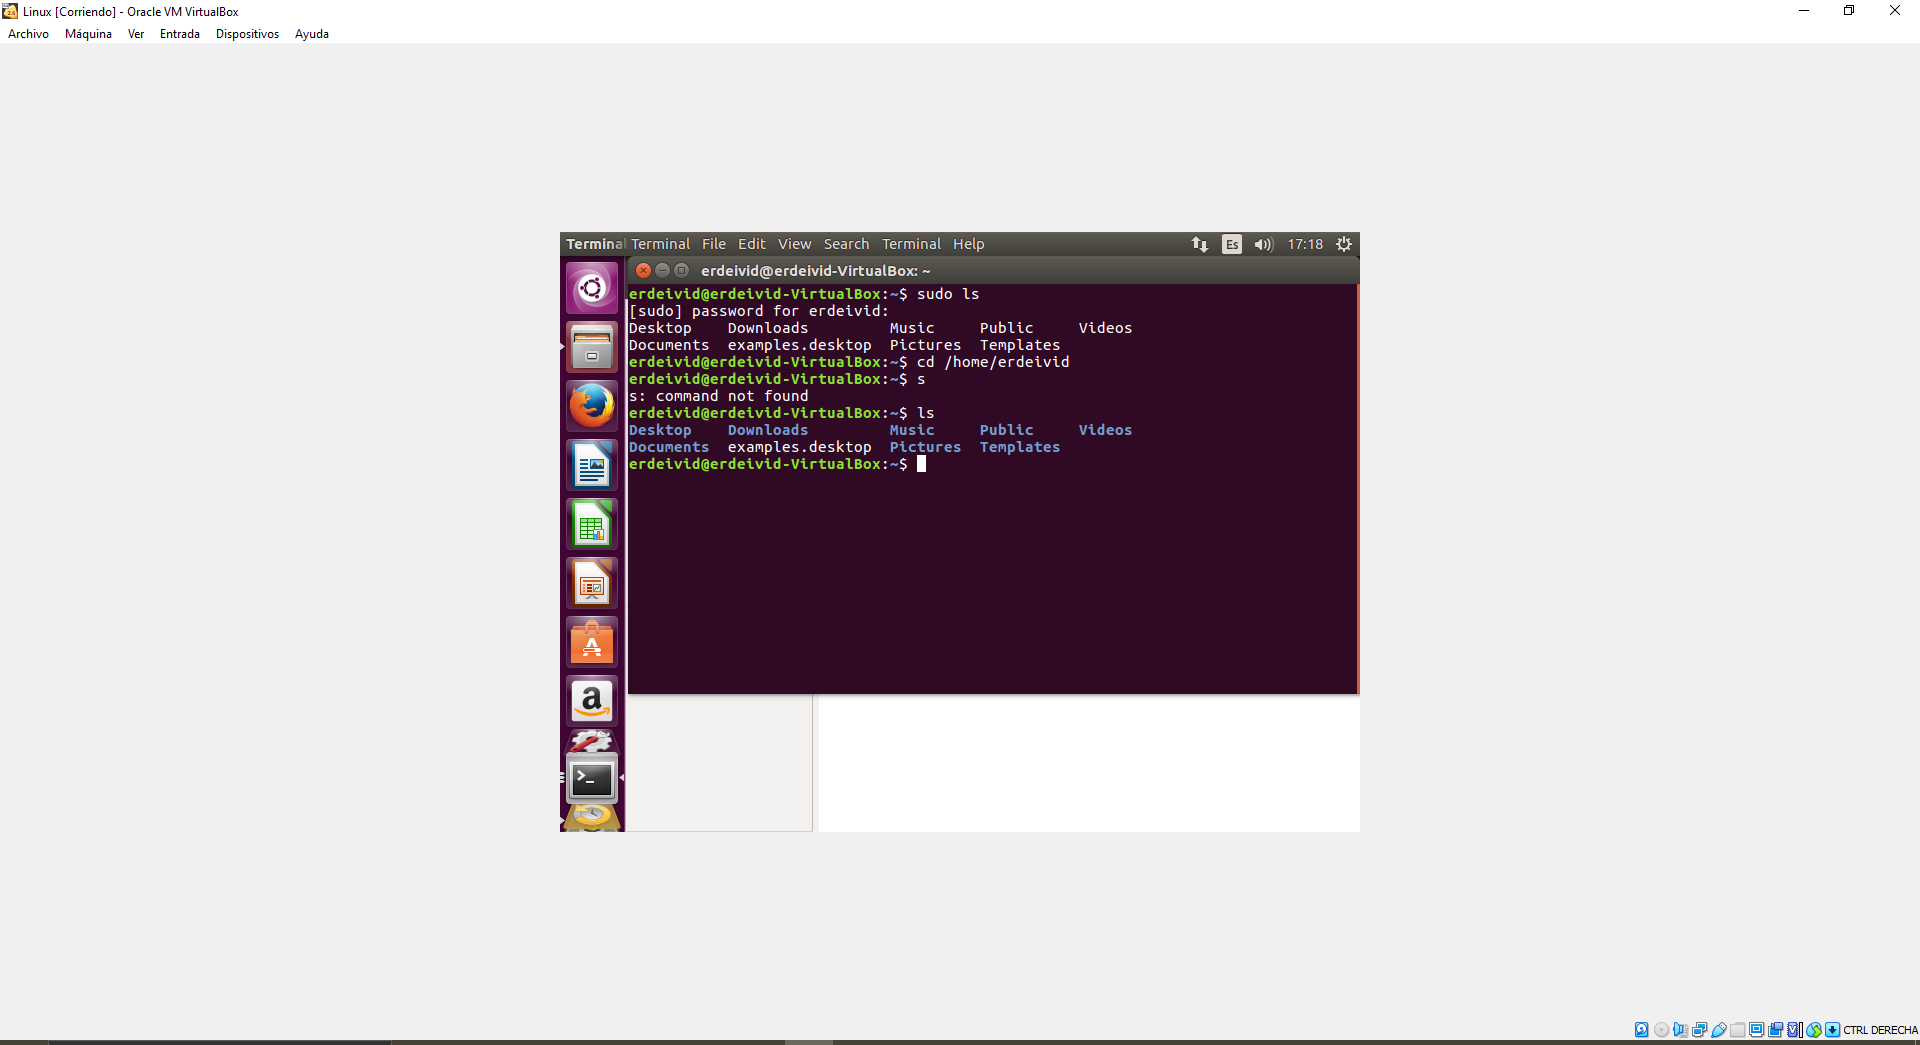 Linux [Corriendo] - Oracle VM VirtualBox
Archivo Máquina Ver Entrada Dispositivos Ayuda
Terminal Terminal File Edit View Search Terminal Help Es 17:18
erdeivid@erdeivid-VirtualBox: ~
erdeivid@erdeivid-VirtualBox:~$ sudo ls
[sudo] password for erdeivid:
Desktop Downloads Music Public Videos
Documents examples.desktop Pictures Templates
erdeivid@erdeivid-VirtualBox:~$ cd /home/erdeivid
erdeivid@erdeivid-VirtualBox:~$ s
s: command not found
erdeivid@erdeivid-VirtualBox:~$ ls
Desktop Downloads Music Public Videos
Documents examples.desktop Pictures Templates
erdeivid@erdeivid-VirtualBox:~$
CTRL DERECHA